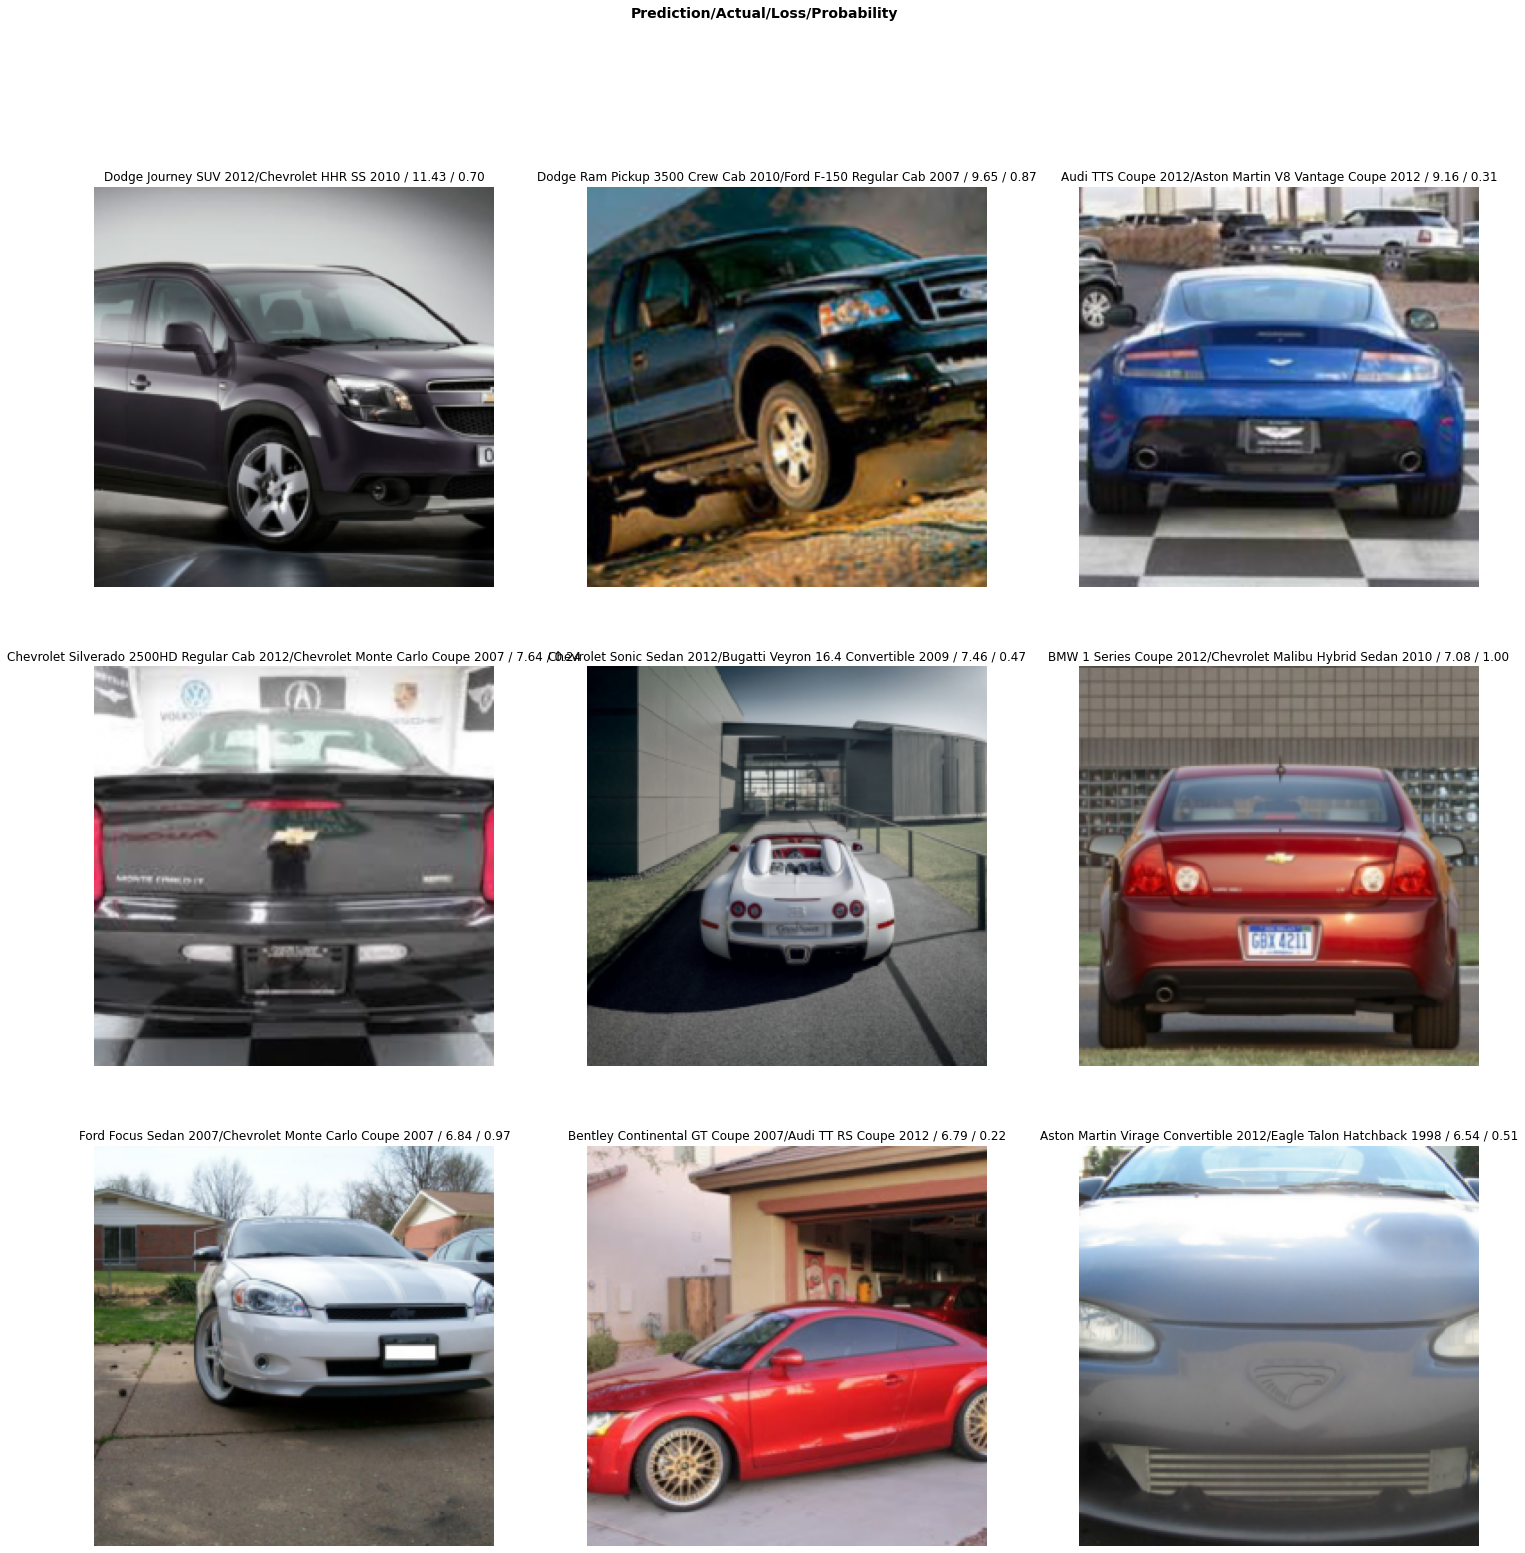 Prediction/Actual/Loss/Probability
Dodge Journey SUV 2012/Chevrolet HHR SS 2010 / 11.43 / 0.70
Dodge Ram Pickup 3500 Crew Cab 2010/Ford F-150 Regular Cab 2007 / 9.65 / 0.87
Audi TTS Coupe 2012/Aston Martin V8 Vantage Coupe 2012 / 9.16 / 0.31
Chevrolet Silverado 2500HD Regular Cab 2012/Chevrolet Monte Carlo Coupe 2007 / 7.64 / 0.24
Chevrolet Sonic Sedan 2012/Bugatti Veyron 16.4 Convertible 2009 / 7.46 / 0.47
BMW 1 Series Coupe 2012/Chevrolet Malibu Hybrid Sedan 2010 / 7.08 / 1.00
MONTE CARLO LT
Grand Sport
GBX 4211
Ford Focus Sedan 2007/Chevrolet Monte Carlo Coupe 2007 / 6.84 / 0.97
Bentley Continental GT Coupe 2007/Audi TT RS Coupe 2012 / 6.79 / 0.22
Aston Martin Virage Convertible 2012/Eagle Talon Hatchback 1998 / 6.54 / 0.51